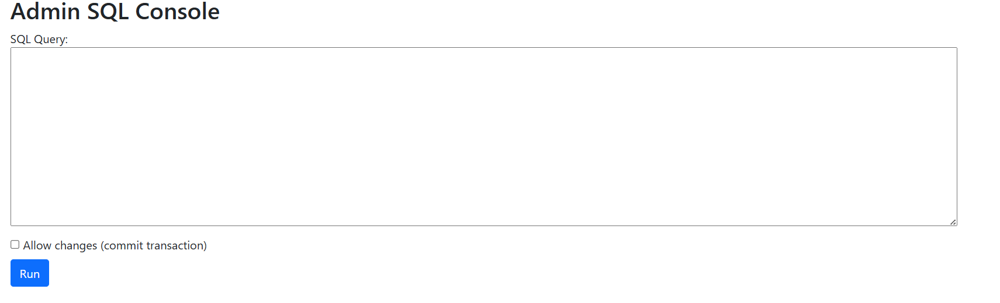 Admin SQL Console
SQL Query:
Allow changes (commit transaction)
Run